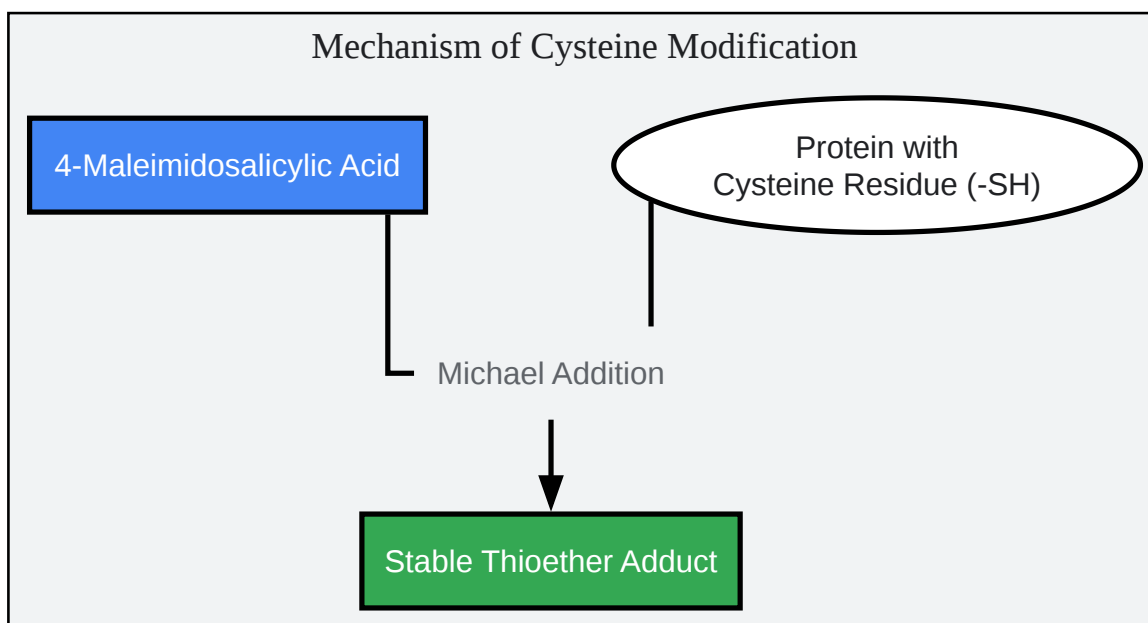 Mechanism of Cysteine Modification
4-Maleimidosalicylic Acid
Protein with
Cysteine Residue (-SH)
Michael Addition
Stable Thioether Adduct